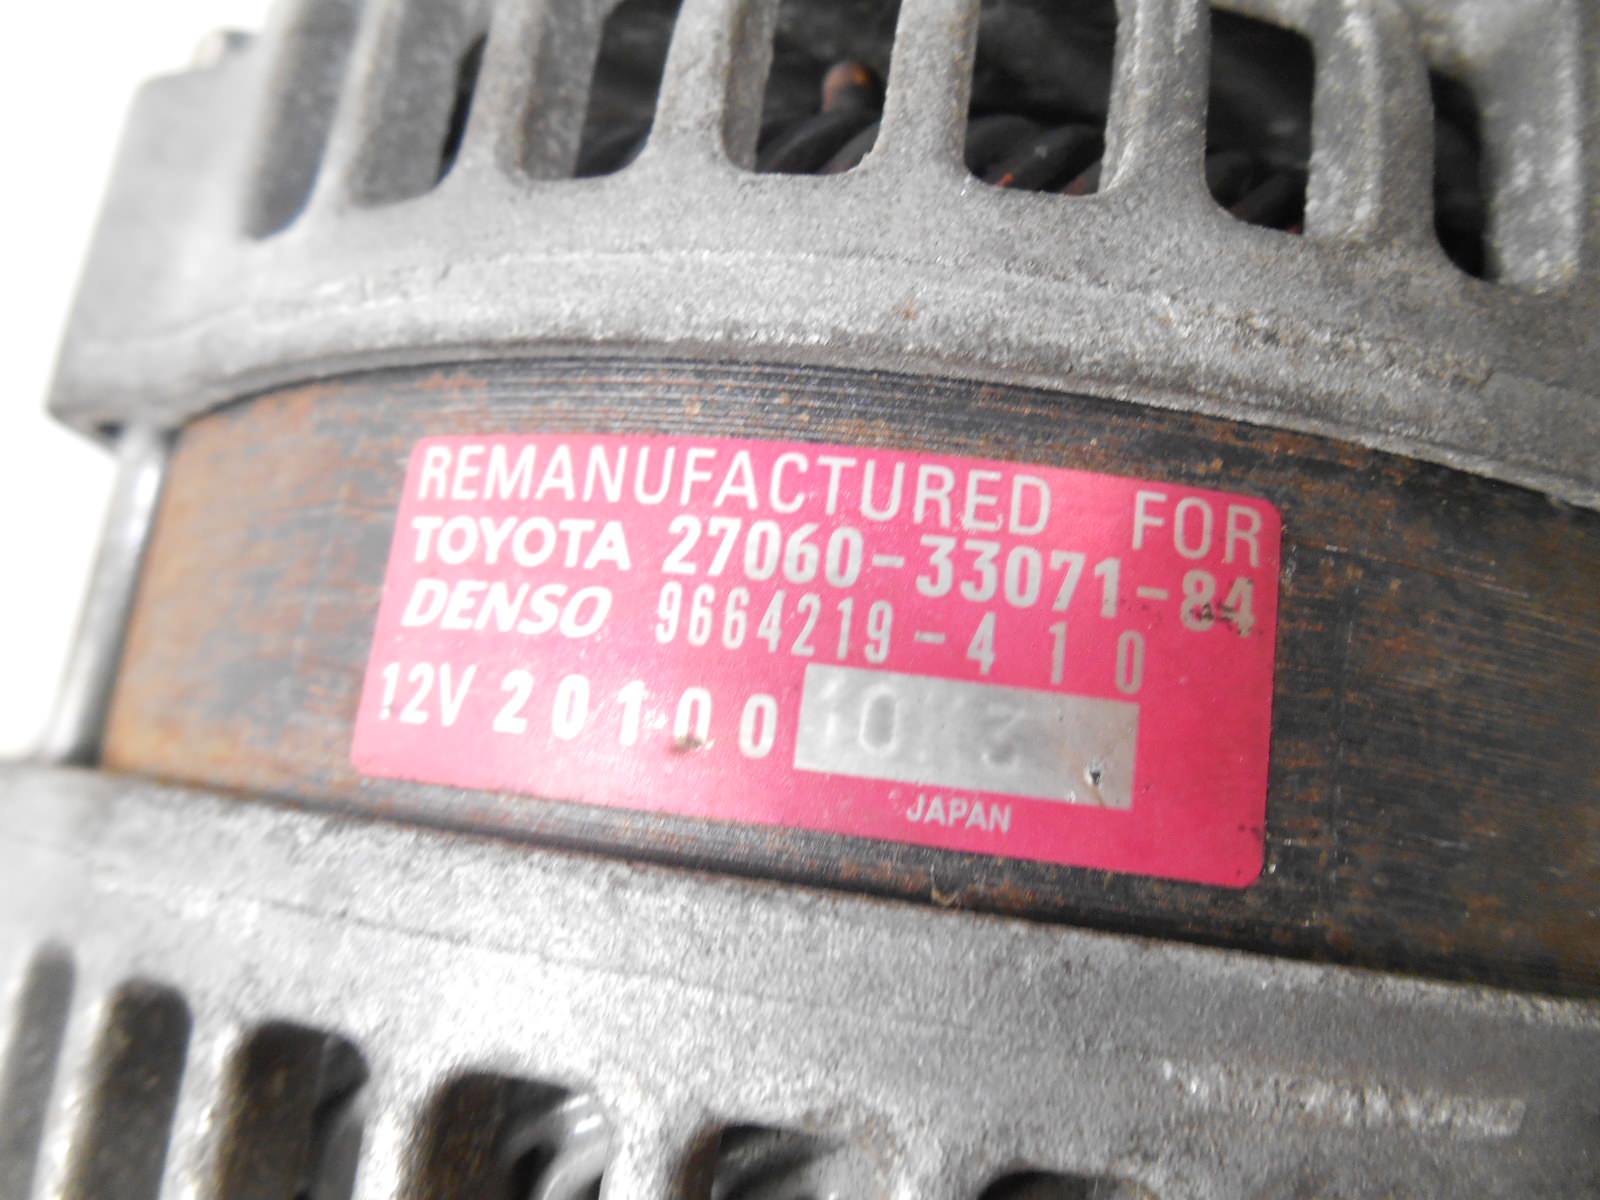 REMANUFACTURED FOR
TOYOTA 27060-33071-84
DENSO 9664219-410
12V 20100
JAPAN